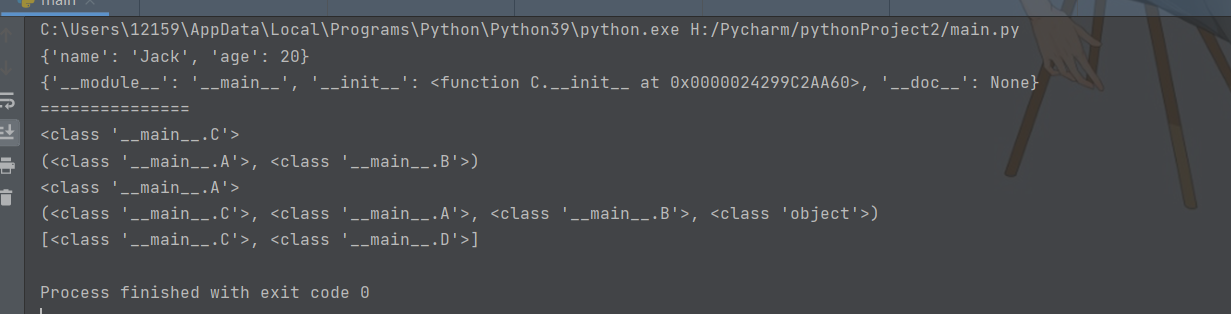 main
C:\Users\12159\AppData\Local\Programs\Python\Python39\python.exe H:/Pycharm/pythonProject2/main.py
{'name': 'Jack', 'age': 20}
{'__module__': '__main__', '__init__': <function C.__init__ at 0x0000024299C2AA60>, '__doc__': None}
===============
<class '__main__.C'>
(<class '__main__.A'>, <class '__main__.B'>)
<class '__main__.A'>
(<class '__main__.C'>, <class '__main__.A'>, <class '__main__.B'>, <class 'object'>)
[<class '__main__.C'>, <class '__main__.D'>]
Process finished with exit code 0